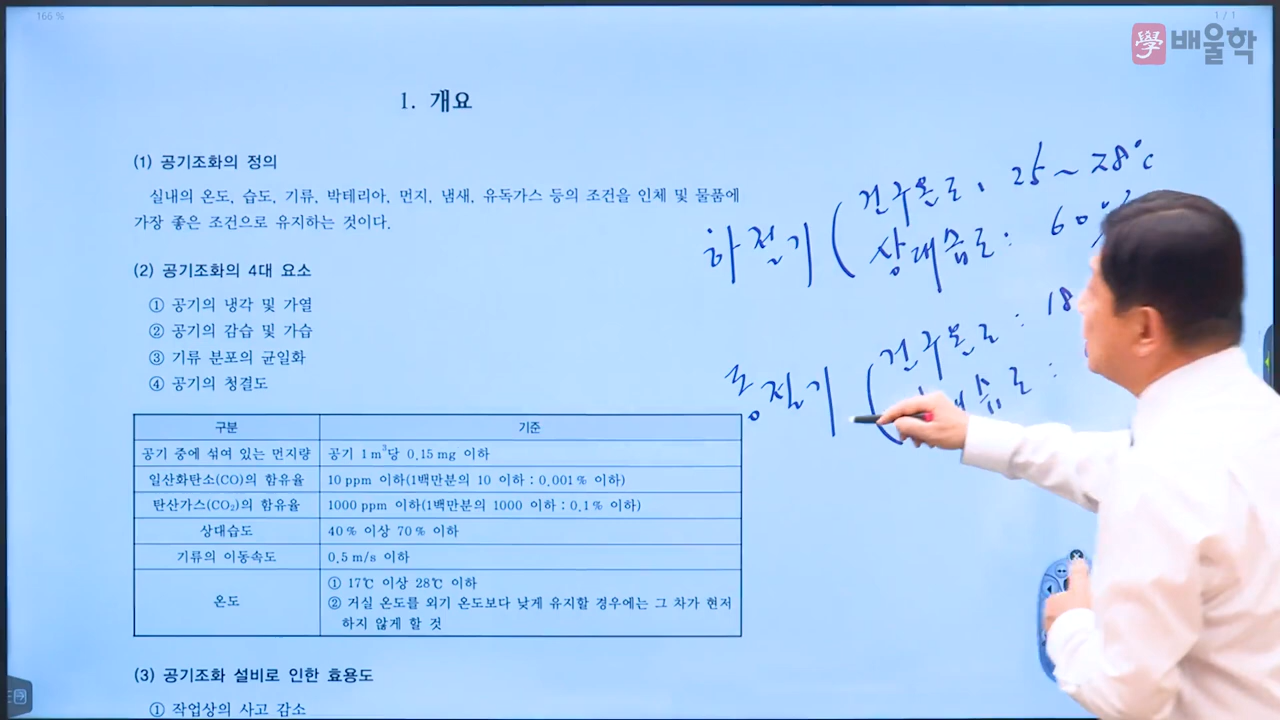 166 %
1 / 1
學 배울학
1. 개요
(1) 공기조화의 정의
실내의 온도, 습도, 기류, 박테리아, 먼지, 냄새, 유독가스 등의 조건을 인체 및 물품에
가장 좋은 조건으로 유지하는 것이다.
(2) 공기조화의 4대 요소
① 공기의 냉각 및 가열
② 공기의 감습 및 가습
③ 기류 분포의 균일화
④ 공기의 청결도
구분 기준
공기 중에 섞여 있는 먼지량 공기 1m³당 0.15mg 이하
일산화탄소(CO)의 함유율 10ppm 이하(1백만분의 10 이하 : 0.001% 이하)
탄산가스(CO₂)의 함유율 1000ppm 이하(1백만분의 1000 이하 : 0.1% 이하)
상대습도 40% 이상 70% 이하
기류의 이동속도 0.5m/s 이하
온도 ① 17℃ 이상 28℃ 이하
② 거실 온도를 외기 온도보다 낮게 유지할 경우에는 그 차가 현저
하지 않게 할 것
(3) 공기조화 설비로 인한 효용도
① 작업상의 사고 감소
하절기 ( 건구온도 : 25~28℃
상대습도 : 60%
동절기 ( 건구온도 : 18
습도 :